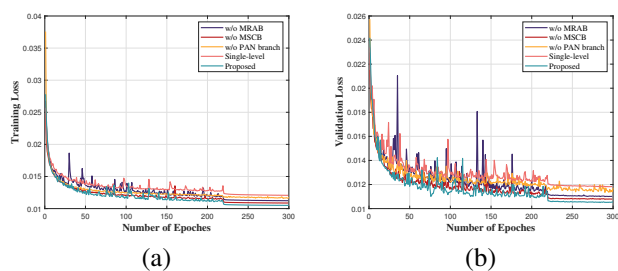 0.04
0.035
0.03
0.025
0.02
0.015
0.01
0
50
100
150
200
250
300
Training Loss
Number of Epoches
w/o MRAB
w/o MSCB
w/o PAN branch
Single-level
Proposed
(a)
0.026
0.024
0.022
0.02
0.018
0.016
0.014
0.012
0.01
0
50
100
150
200
250
300
Validation Loss
Number of Epoches
w/o MRAB
w/o MSCB
w/o PAN branch
Single-level
Proposed
(b)